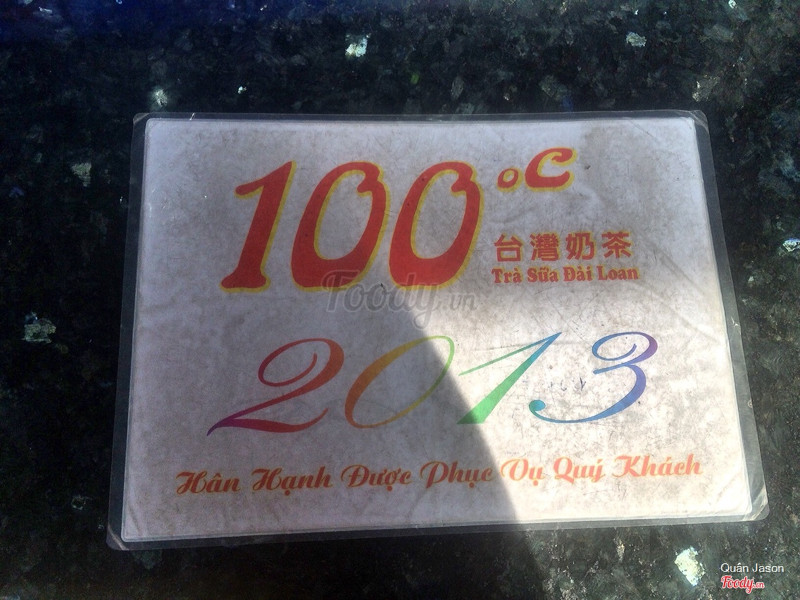 100°C
台灣奶茶
Trà Sữa Đài Loan
Foody.vn
2013
Hân Hạnh Được Phục Vụ Quý Khách
Quân Jason
Foody.vn